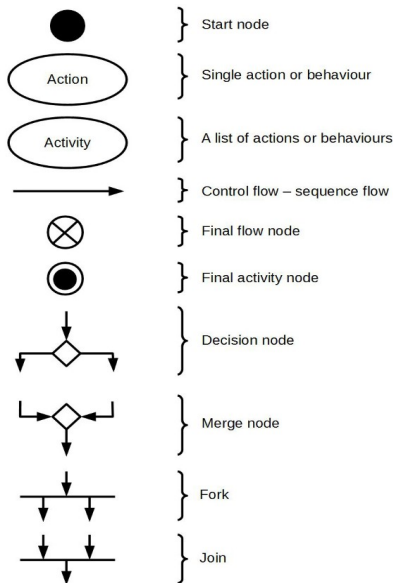 Start node
Action
Single action or behaviour
Activity
A list of actions or behaviours
Control flow – sequence flow
Final flow node
Final activity node
Decision node
Merge node
Fork
Join